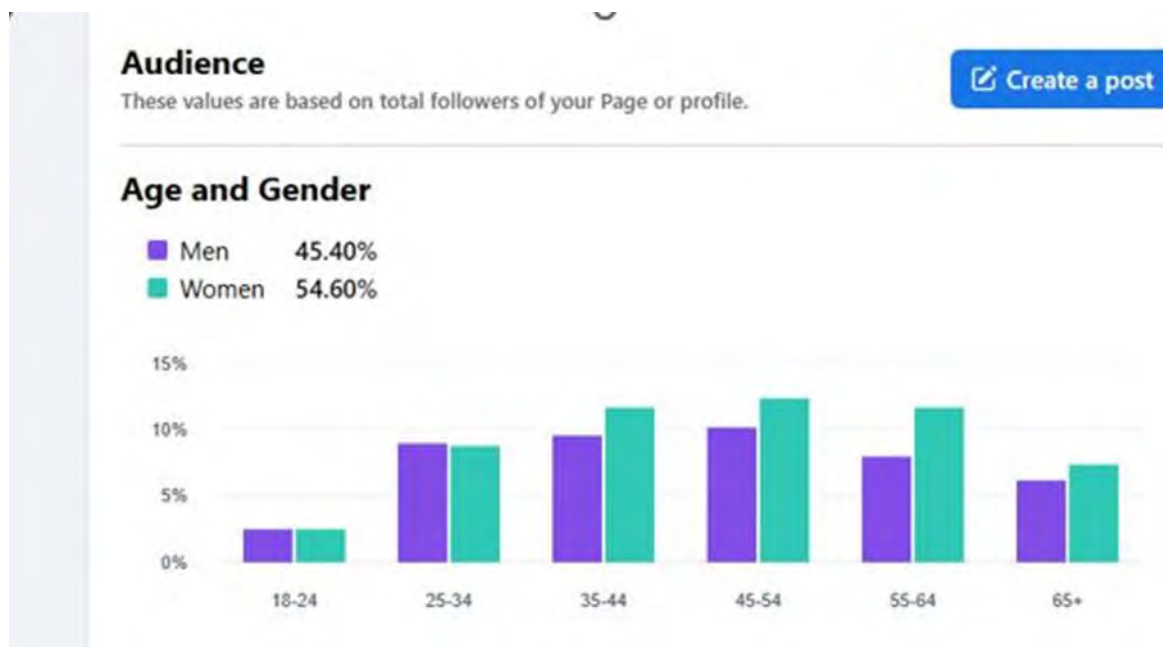 Audience
Create a post
These values are based on total followers of your Page or profile.
Age and Gender
Men 45.40%
Women 54.60%
15%
10%
5%
0%
18-24 25-34 35-44 45-54 55-64 65+